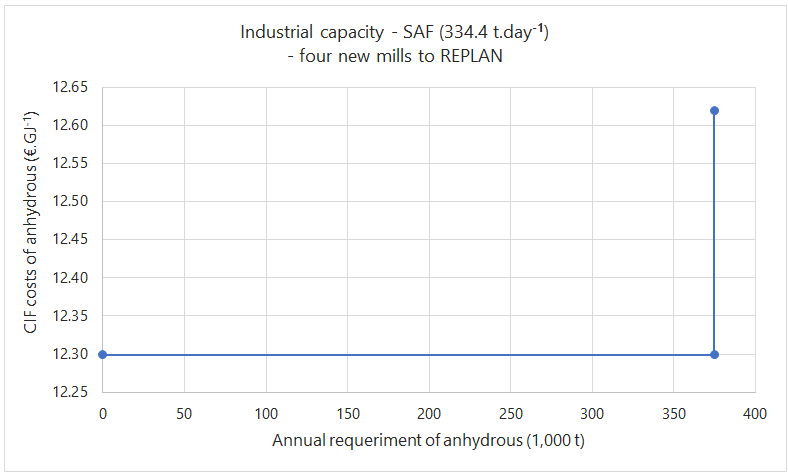 Industrial capacity - SAF (334.4 t.day-1)
- four new mills to REPLAN
CIF costs of anhydrous (€.GJ-1)
12.65
12.60
12.55
12.50
12.45
12.40
12.35
12.30
12.25
0 50 100 150 200 250 300 350 400
Annual requeriment of anhydrous (1,000 t)